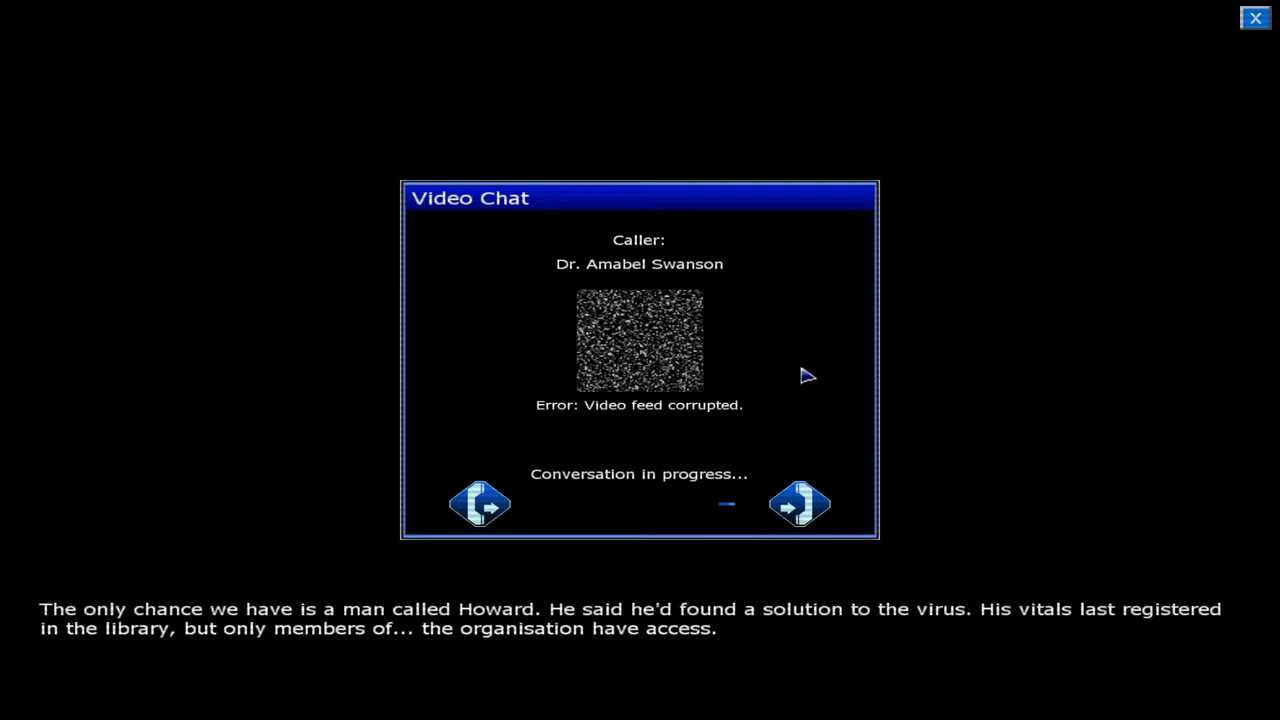 X
Video Chat
Caller:
Dr. Amabel Swanson
Error: Video feed corrupted.
Conversation in progress...
The only chance we have is a man called Howard. He said he'd found a solution to the virus. His vitals last registered
in the library, but only members of... the organisation have access.